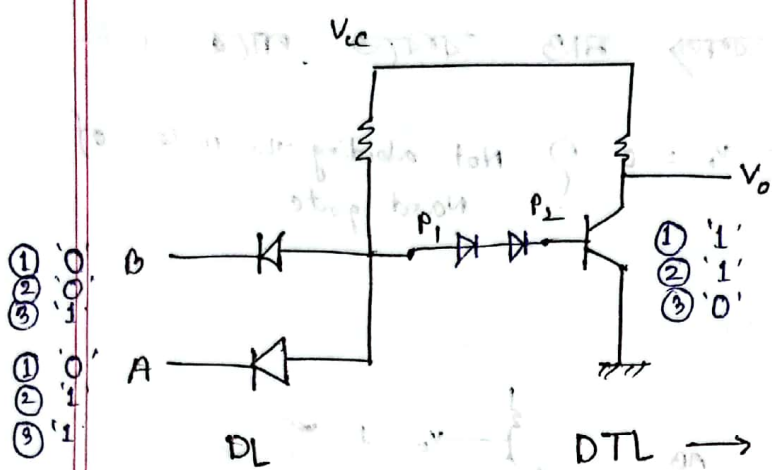 Vcc
V₀
P₁
P₂
① '0' B
② '0'
③ '1'
① '0' A
② '1'
③ '1'
① '1'
② '1'
③ '0'
DL
DTL →